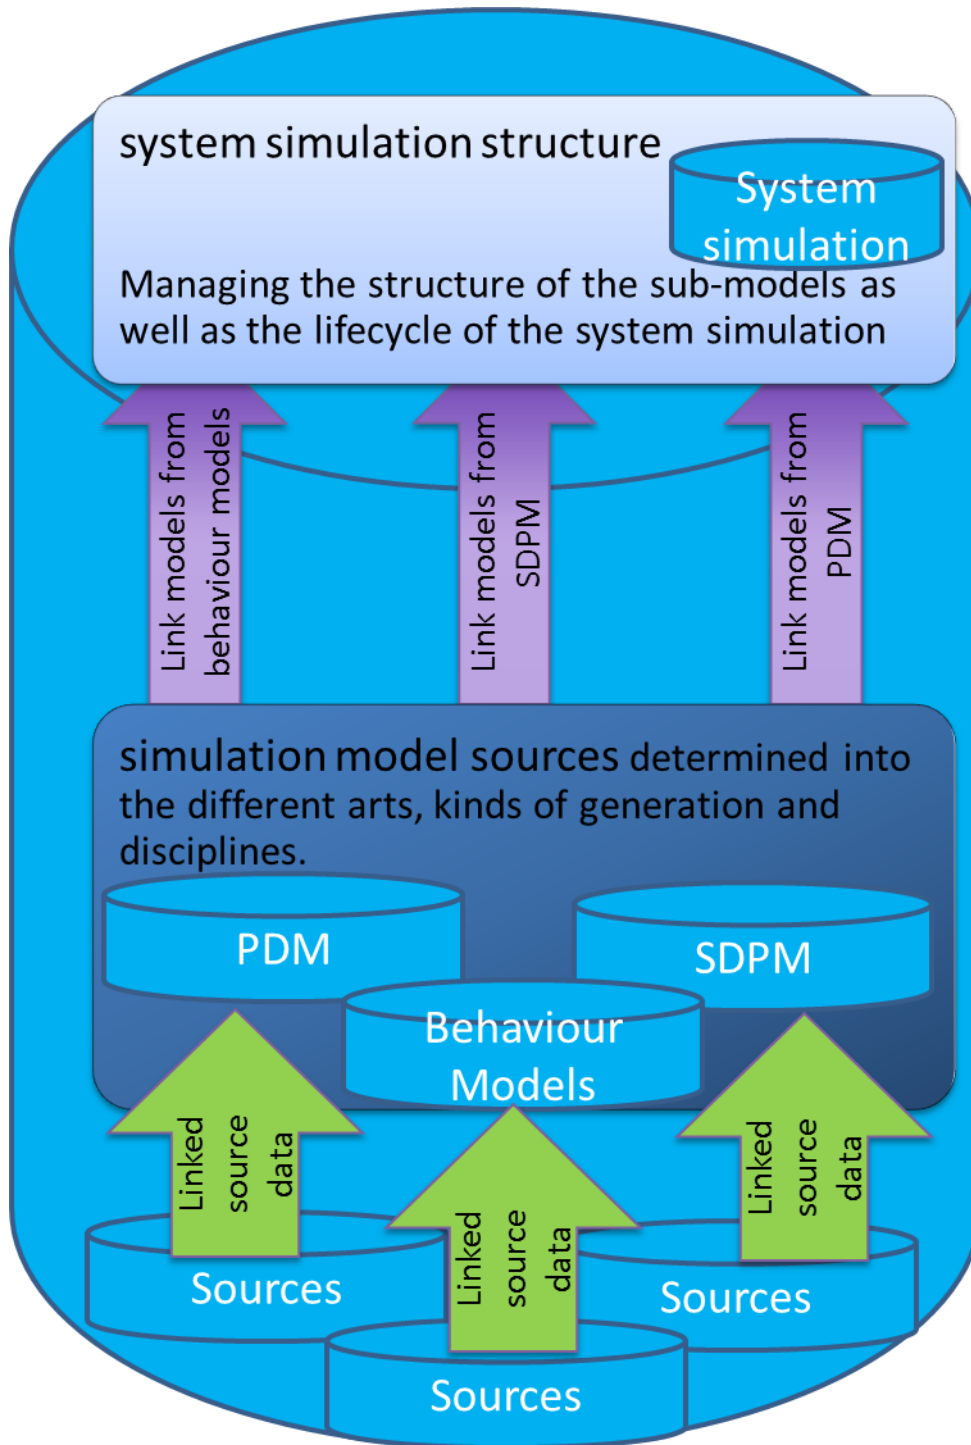 system simulation structure
System
simulation
Managing the structure of the sub-models as
well as the lifecycle of the system simulation
Link models from
behaviour models
Link models from
SDPM
Link models from
PDM
simulation model sources determined into
the different arts, kinds of generation and
disciplines.
PDM
SDPM
Behaviour
Models
Linked
source
data
Linked
source
data
Linked
source
data
Sources
Sources
Sources